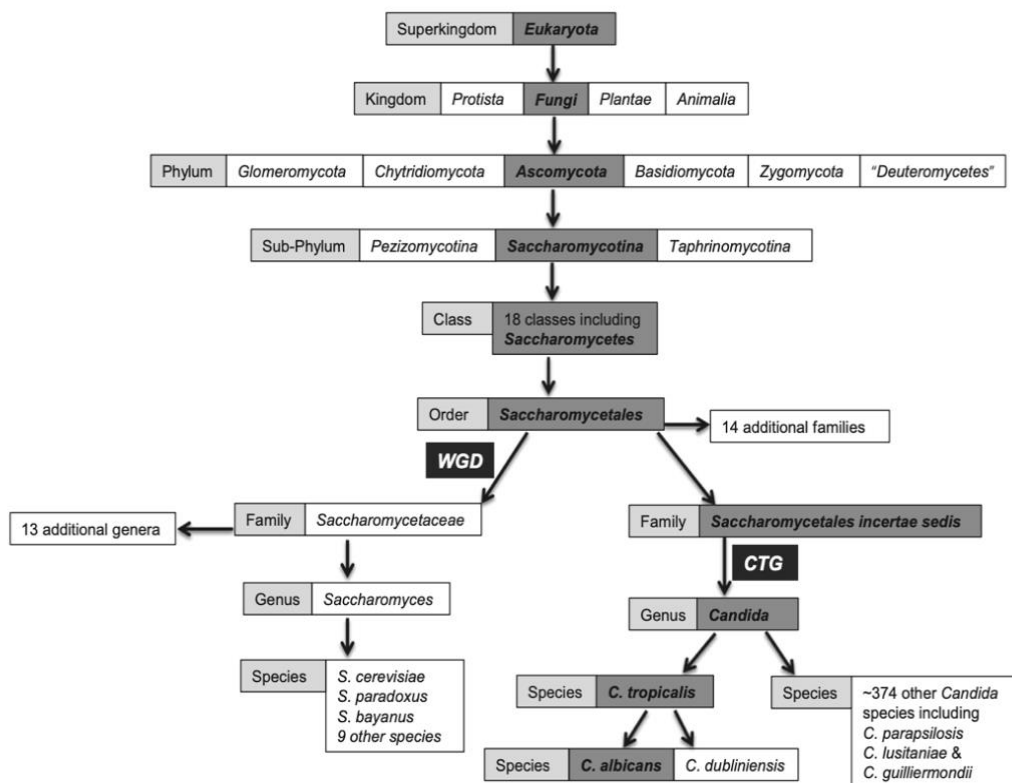 Superkingdom Eukaryota
Kingdom Protista Fungi Plantae Animalia
Phylum Glomeromycota Chytridiomycota Ascomycota Basidiomycota Zygomycota “Deuteromycetes”
Sub-Phylum Pezizomycotina Saccharomycotina Taphrinomycotina
Class
18 classes including
Saccharomycetes
Order Saccharomycetales
14 additional families
WGD
13 additional genera
Family Saccharomycetaceae
Family Saccharomycetales incertae sedis
CTG
Genus Saccharomyces
Genus Candida
Species
S. cerevisiae
S. paradoxus
S. bayanus
9 other species
Species C. tropicalis
Species
~374 other Candida
species including
C. parapsilosis
C. lusitaniae &
C. guilliermondii
Species C. albicans C. dubliniensis